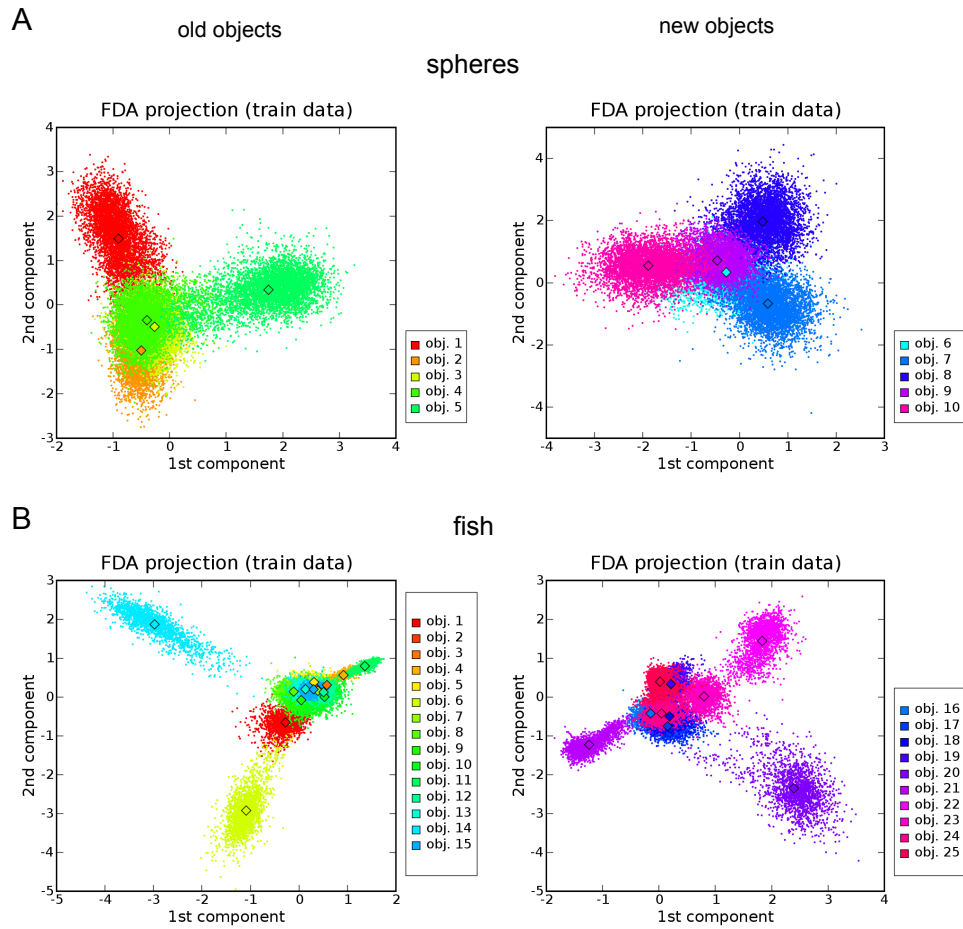 A
old objects
new objects
spheres
FDA projection (train data)
2nd component
4
3
2
1
0
-1
-2
-3
-2
-1
0
1
2
3
4
1st component
obj. 1
obj. 2
obj. 3
obj. 4
obj. 5
FDA projection (train data)
2nd component
4
2
0
-2
-4
-4
-3
-2
-1
0
1
2
3
1st component
obj. 6
obj. 7
obj. 8
obj. 9
obj. 10
B
fish
FDA projection (train data)
2nd component
3
2
1
0
-1
-2
-3
-4
-5
-5
-4
-3
-2
-1
0
1
2
1st component
obj. 1
obj. 2
obj. 3
obj. 4
obj. 5
obj. 6
obj. 7
obj. 8
obj. 9
obj. 10
obj. 11
obj. 12
obj. 13
obj. 14
obj. 15
FDA projection (train data)
2nd component
3
2
1
0
-1
-2
-3
-4
-5
-2
-1
0
1
2
3
4
1st component
obj. 16
obj. 17
obj. 18
obj. 19
obj. 20
obj. 21
obj. 22
obj. 23
obj. 24
obj. 25